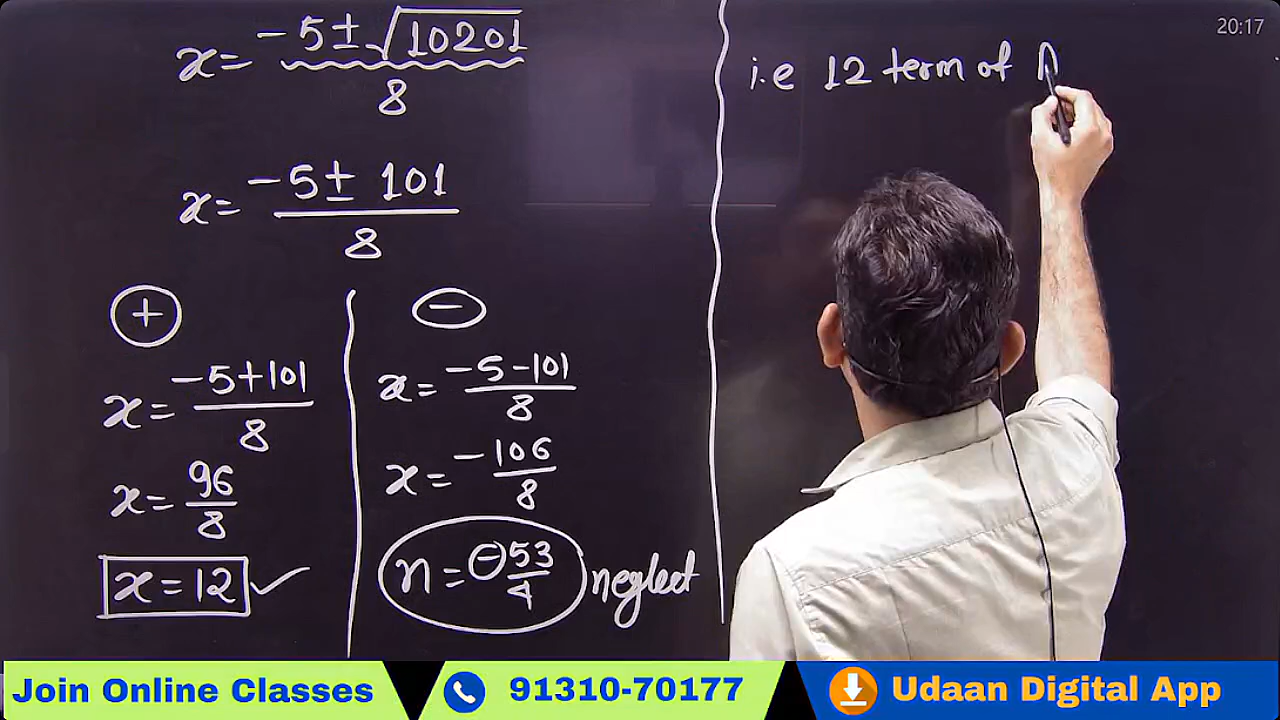 x = -5 ± √10201 / 8
x = -5 ± 101 / 8
+
x = -5+101 / 8
x = 96 / 8
x = 12 ✓
−
x = -5-101 / 8
x = -106 / 8
n = -53 / 4 neglect
20:17
i.e 12 term of A
Join Online Classes
91310-70177
Udaan Digital App